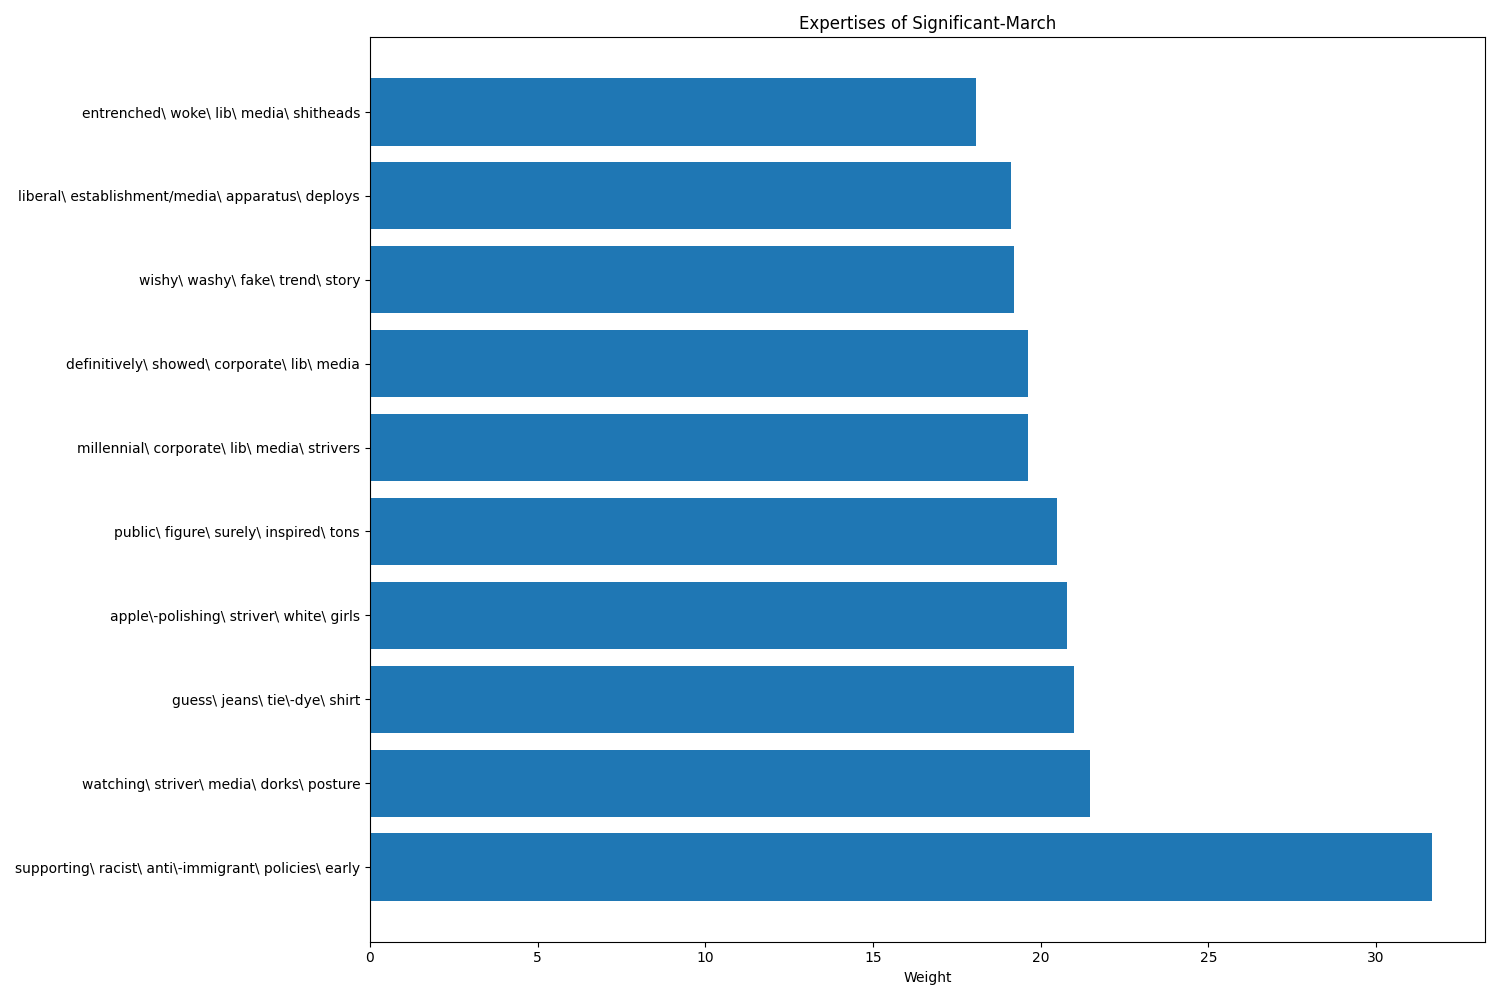 Expertises of Significant-March
entrenched\ woke\ lib\ media\ shitheads
liberal\ establishment/media\ apparatus\ deploys
wishy\ washy\ fake\ trend\ story
definitively\ showed\ corporate\ lib\ media
millennial\ corporate\ lib\ media\ strivers
public\ figure\ surely\ inspired\ tons
apple\-polishing\ striver\ white\ girls
guess\ jeans\ tie\-dye\ shirt
watching\ striver\ media\ dorks\ posture
supporting\ racist\ anti\-immigrant\ policies\ early
0 5 10 15 20 25 30
Weight